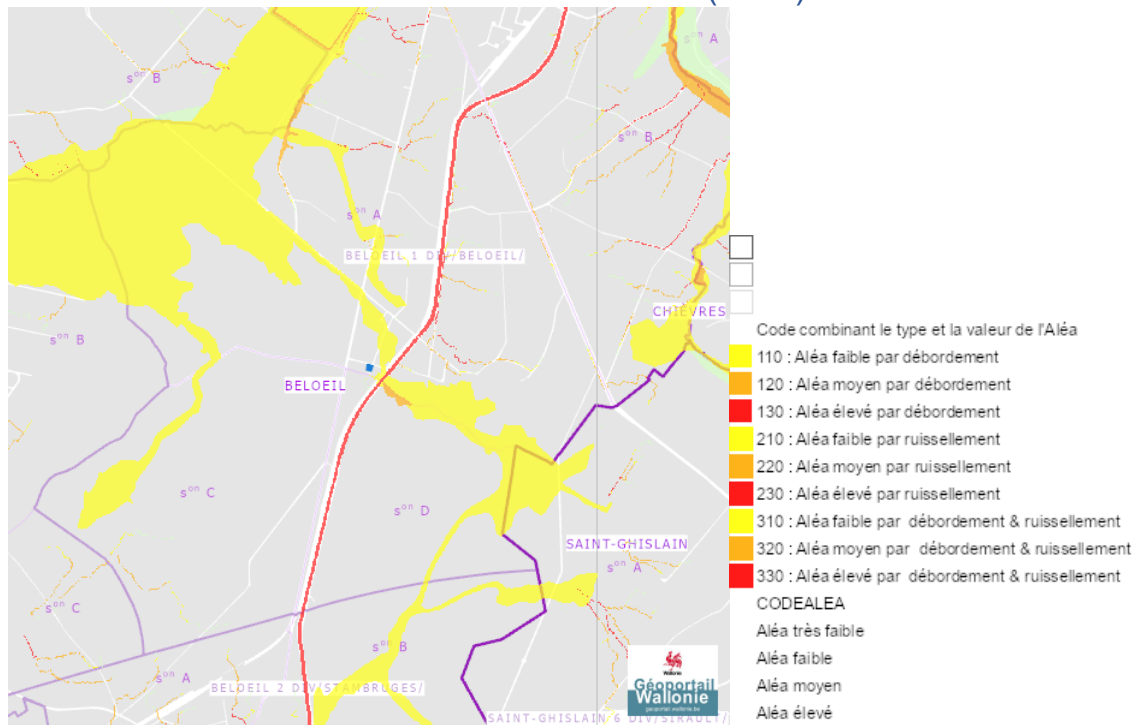 sᵒⁿ A
sᵒⁿ B
sᵒⁿ B
sᵒⁿ A
BELOEIL 1 DIV/BELOEIL/
CHIÈVRES
sᵒⁿ B
BELOEIL
sᵒⁿ C
sᵒⁿ D
SAINT-GHISLAIN
sᵒⁿ A
sᵒⁿ C
sᵒⁿ B
sᵒⁿ A
BELOEIL 2 DIV/STAMBRUGES/
SAINT-GHISLAIN 6 DIV/SIRAULT/
Wallonie
Géoportail
Wallonie
geoportail.wallonie.be
Code combinant le type et la valeur de l'Aléa
110 : Aléa faible par débordement
120 : Aléa moyen par débordement
130 : Aléa élevé par débordement
210 : Aléa faible par ruissellement
220 : Aléa moyen par ruissellement
230 : Aléa élevé par ruissellement
310 : Aléa faible par débordement & ruissellement
320 : Aléa moyen par débordement & ruissellement
330 : Aléa élevé par débordement & ruissellement
CODEALEA
Aléa très faible
Aléa faible
Aléa moyen
Aléa élevé